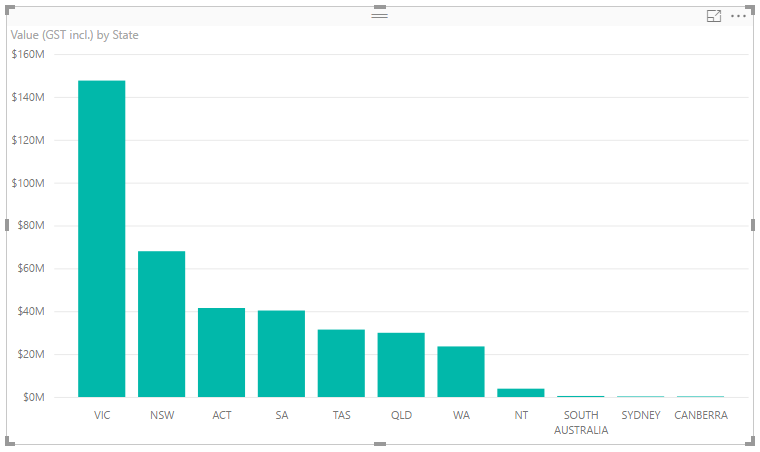 Value (GST incl.) by State
$160M
$140M
$120M
$100M
$80M
$60M
$40M
$20M
$0M
VIC NSW ACT SA TAS QLD WA NT SOUTH SYDNEY CANBERRA
AUSTRALIA